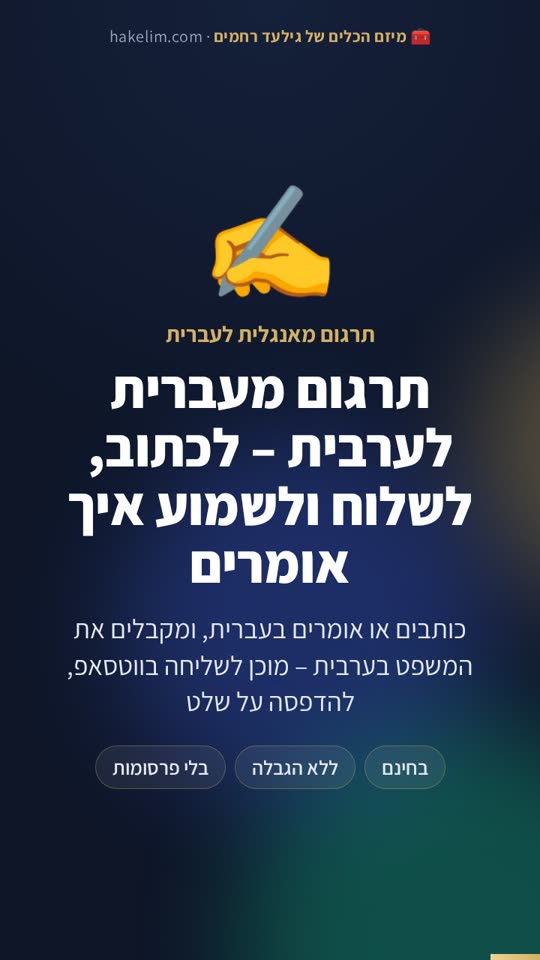 🧰 מיזם הכלים של גילעד רחמים · hakelim.com
תרגום מאנגלית לעברית
תרגום מעברית
לערבית – לכתוב,
לשלוח ולשמוע איך
אומרים
כותבים או אומרים בעברית, ומקבלים את
המשפט בערבית – מוכן לשליחה בווטסאפ,
להדפסה על שלט
בחינם
ללא הגבלה
בלי פרסומות